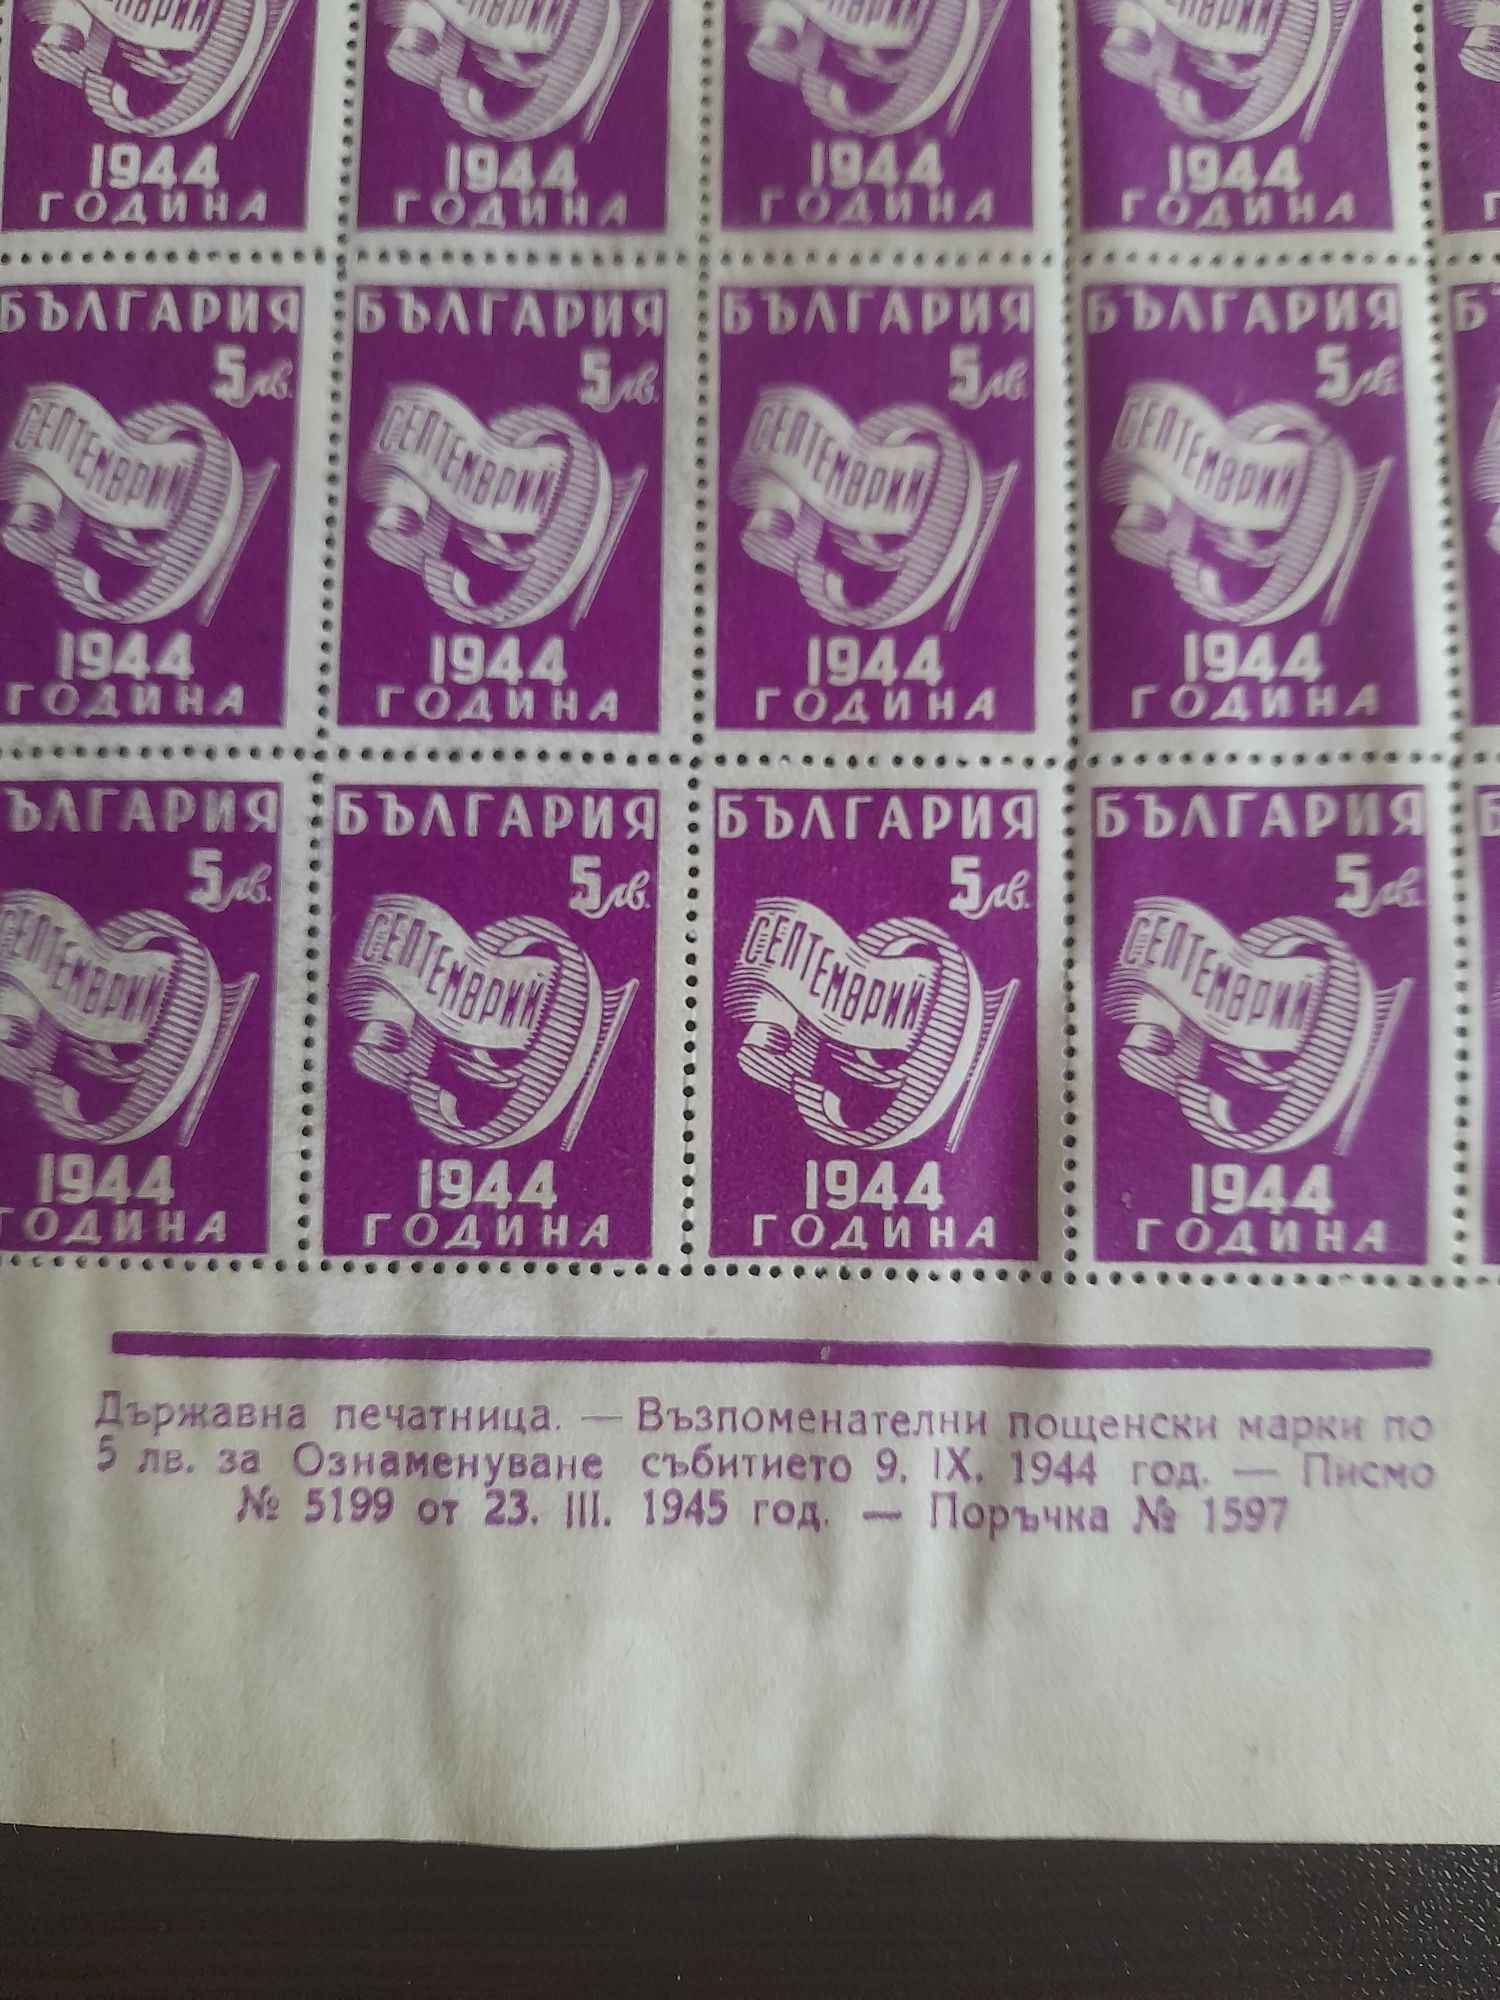 1944 1944 1944 1944
ГОДИНА ГОДИНА ГОДИНА ГОДИНА
БЪЛГАРИЯ БЪЛГАРИЯ БЪЛГАРИЯ БЪЛГАРИЯ
5 лв. 5 лв. 5 лв. 5 лв.
СЕПТЕМВРИЙ СЕПТЕМВРИЙ СЕПТЕМВРИЙ СЕПТЕМВРИЙ
1944 1944 1944 1944
ГОДИНА ГОДИНА ГОДИНА ГОДИНА
ЪЛГАРИЯ БЪЛГАРИЯ БЪЛГАРИЯ БЪЛГАРИЯ
5 лв. 5 лв. 5 лв. 5 лв.
СЕПТЕМВРИЙ СЕПТЕМВРИЙ СЕПТЕМВРИЙ СЕПТЕМВРИЙ
1944 1944 1944 1944
ГОДИНА ГОДИНА ГОДИНА ГОДИНА
Държавна печатница. — Възпоменателни пощенски марки по
5 лв. за Ознаменуване събитието 9. IX. 1944 год. — Писмо
№ 5199 от 23. III. 1945 год. — Поръчка № 1597